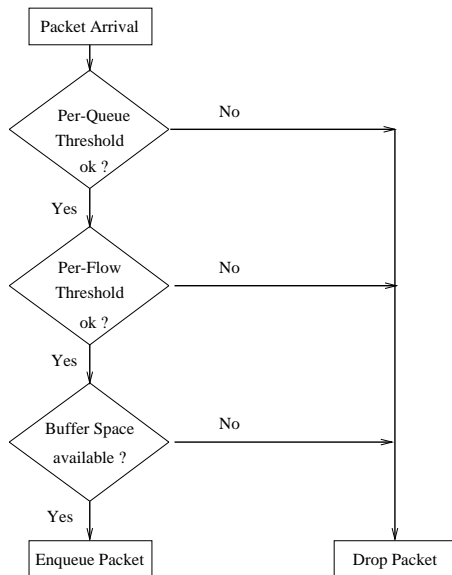 Packet Arrival
Per-Queue
Threshold
ok ?
No
Yes
Per-Flow
Threshold
ok ?
No
Yes
Buffer Space
available ?
No
Yes
Enqueue Packet
Drop Packet